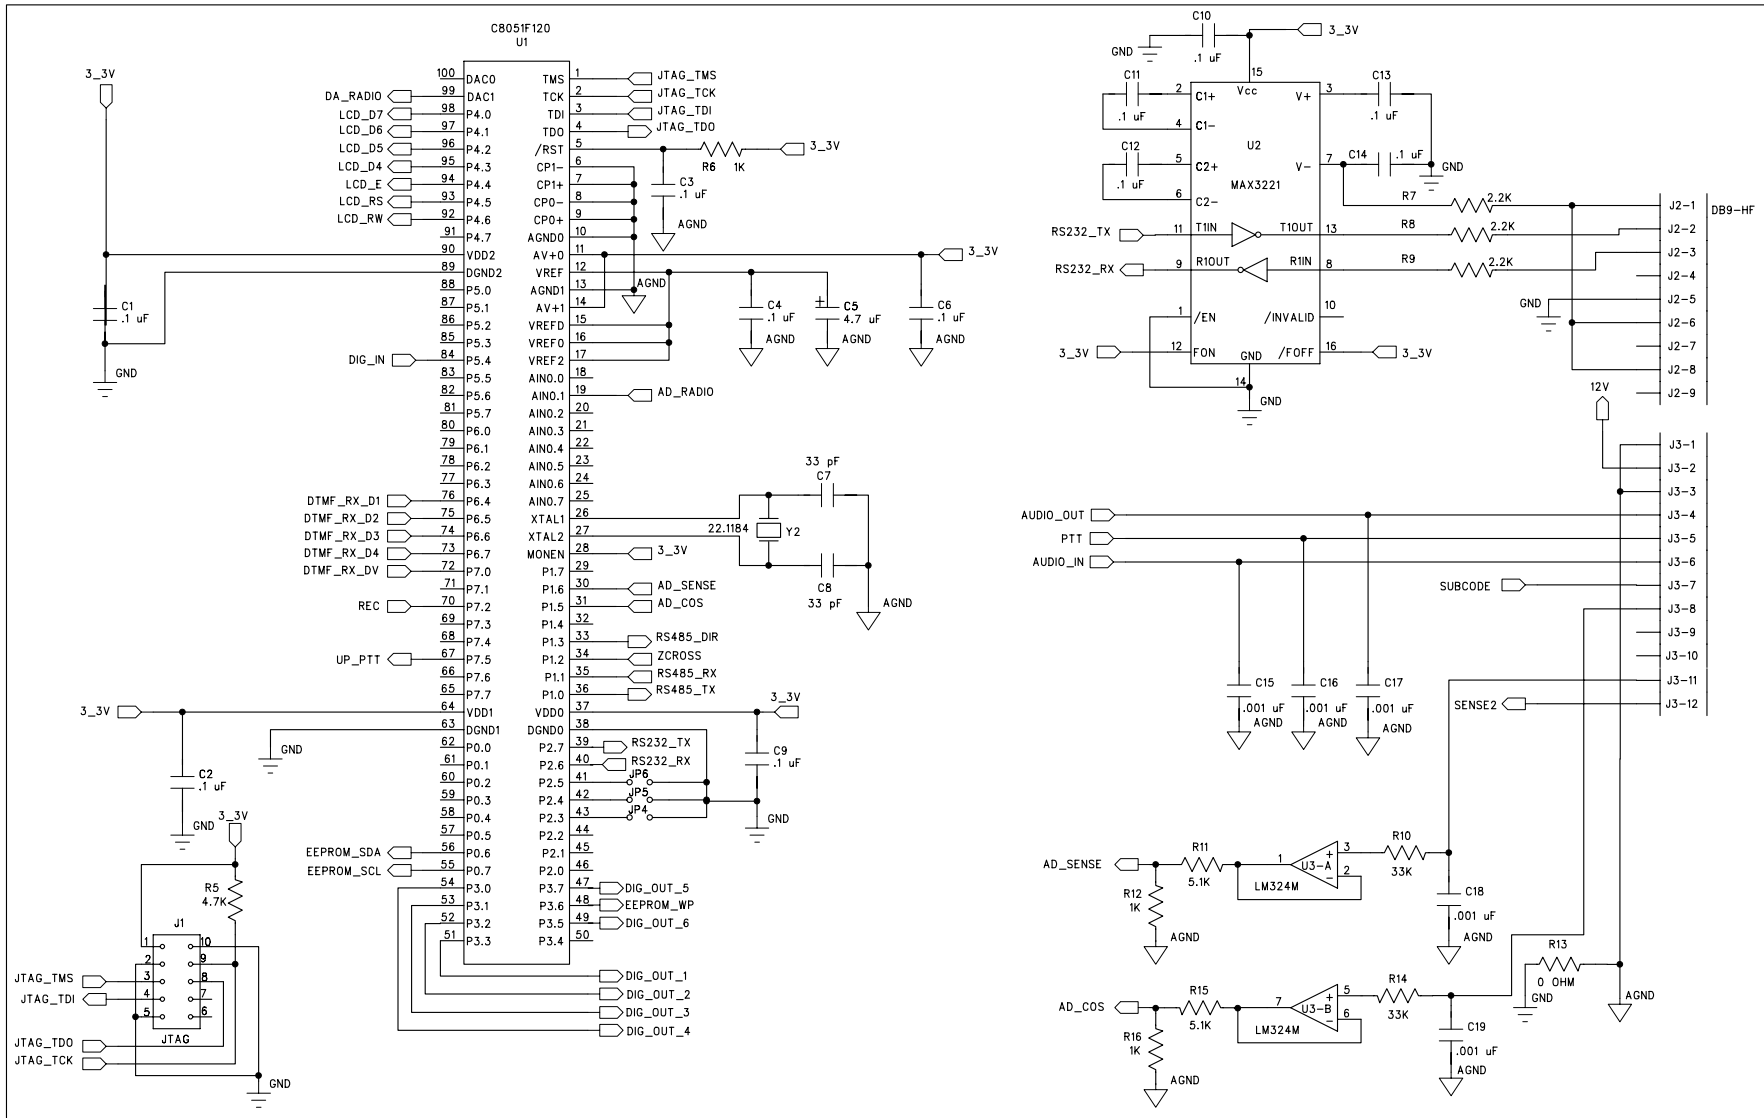 C8051F120
U1
100 DAC0 TMS 1 JTAG_TMS
DA_RADIO 99 DAC1 TCK 2 JTAG_TCK
LCD_D7 98 P4.0 TDI 3 JTAG_TDI
LCD_D6 97 P4.1 TDO 4 JTAG_TDO
LCD_D5 96 P4.2 /RST 5 R6 1K 3_3V
LCD_D4 95 P4.3 CP1- 6
LCD_E 94 P4.4 CP1+ 7
LCD_RS 93 P4.5 CP0- 8
LCD_RW 92 P4.6 CP0+ 9
91 P4.7 AGND0 10
90 VDD2 AV+0 11 3_3V
89 DGND2 VREF 12
88 P5.0 AGND1 13 AGND
87 P5.1 AV+1 14
86 P5.2 VREFD 15
85 P5.3 VREF0 16
DIG_IN 84 P5.4 VREF2 17
83 P5.5 AIN0.0 18
82 P5.6 AIN0.1 19 AD_RADIO
81 P5.7 AIN0.2 20
80 P6.0 AIN0.3 21
79 P6.1 AIN0.4 22
78 P6.2 AIN0.5 23
77 P6.3 AIN0.6 24
DTMF_RX_D1 76 P6.4 AIN0.7 25
DTMF_RX_D2 75 P6.5 XTAL1 26
DTMF_RX_D3 74 P6.6 XTAL2 27
DTMF_RX_D4 73 P6.7 MONEN 28 3_3V
DTMF_RX_DV 72 P7.0 P1.7 29
71 P7.1 P1.6 30 AD_SENSE
REC 70 P7.2 P1.5 31 AD_COS
69 P7.3 P1.4 32
68 P7.4 P1.3 33 RS485_DIR
UP_PTT 67 P7.5 P1.2 34 ZCROSS
66 P7.6 P1.1 35 RS485_RX
65 P7.7 P1.0 36 RS485_TX
3_3V 64 VDD1 VDD0 37 3_3V
63 DGND1 DGND0 38
62 P0.0 P2.7 39 RS232_TX
61 P0.1 P2.6 40 RS232_RX
60 P0.2 P2.5 41 JP6
59 P0.3 P2.4 42 JP5
58 P0.4 P2.3 43 JP4
57 P0.5 P2.2 44
EEPROM_SDA 56 P0.6 P2.1 45
EEPROM_SCL 55 P0.7 P2.0 46
54 P3.0 P3.7 47 DIG_OUT_5
53 P3.1 P3.6 48 EEPROM_WP
52 P3.2 P3.5 49 DIG_OUT_6
51 P3.3 P3.4 50
DIG_OUT_1
DIG_OUT_2
DIG_OUT_3
DIG_OUT_4
3_3V
C1
.1 uF
GND
GND
C2
.1 uF
GND
3_3V
R5
4.7K
J1
1 10
2 9
3 8
4 7
5 6
JTAG
JTAG_TMS
JTAG_TDI
JTAG_TDO
JTAG_TCK
GND
C3
.1 uF
AGND
C4
.1 uF
AGND
C5
4.7 uF
AGND
C6
.1 uF
AGND
33 pF
C7
22.1184 Y2
C8
33 pF
AGND
C9
.1 uF
GND
C10
.1 uF
GND
3_3V
15
Vcc
C11
.1 uF
C12
.1 uF
2 C1+ V+ 3
4 C1-
U2
5 C2+ V- 7
MAX3221
6 C2-
RS232_TX 11 T1IN T1OUT 13
RS232_RX 9 R1OUT R1IN 8
1 /EN /INVALID 10
3_3V 12 FON /FOFF 16 3_3V
GND
14
GND
C13
.1 uF
C14 .1 uF
GND
R7 2.2K
R8 2.2K
R9 2.2K
GND
J2-1 DB9-HF
J2-2
J2-3
J2-4
J2-5
J2-6
J2-7
J2-8
J2-9
12V
J3-1
J3-2
J3-3
AUDIO_OUT J3-4
PTT J3-5
AUDIO_IN J3-6
SUBCODE J3-7
J3-8
J3-9
J3-10
J3-11
SENSE2 J3-12
C15
.001 uF
AGND
C16
.001 uF
AGND
C17
.001 uF
AGND
AD_SENSE
R11
5.1K
R12
1K
AGND
1 U3-A 3 + 2 -
LM324M
R10
33K
C18
.001 uF
AGND
AD_COS
R15
5.1K
R16
1K
AGND
7 U3-B 5 + 6 -
LM324M
R14
33K
C19
.001 uF
AGND
R13
0 OHM
GND
AGND